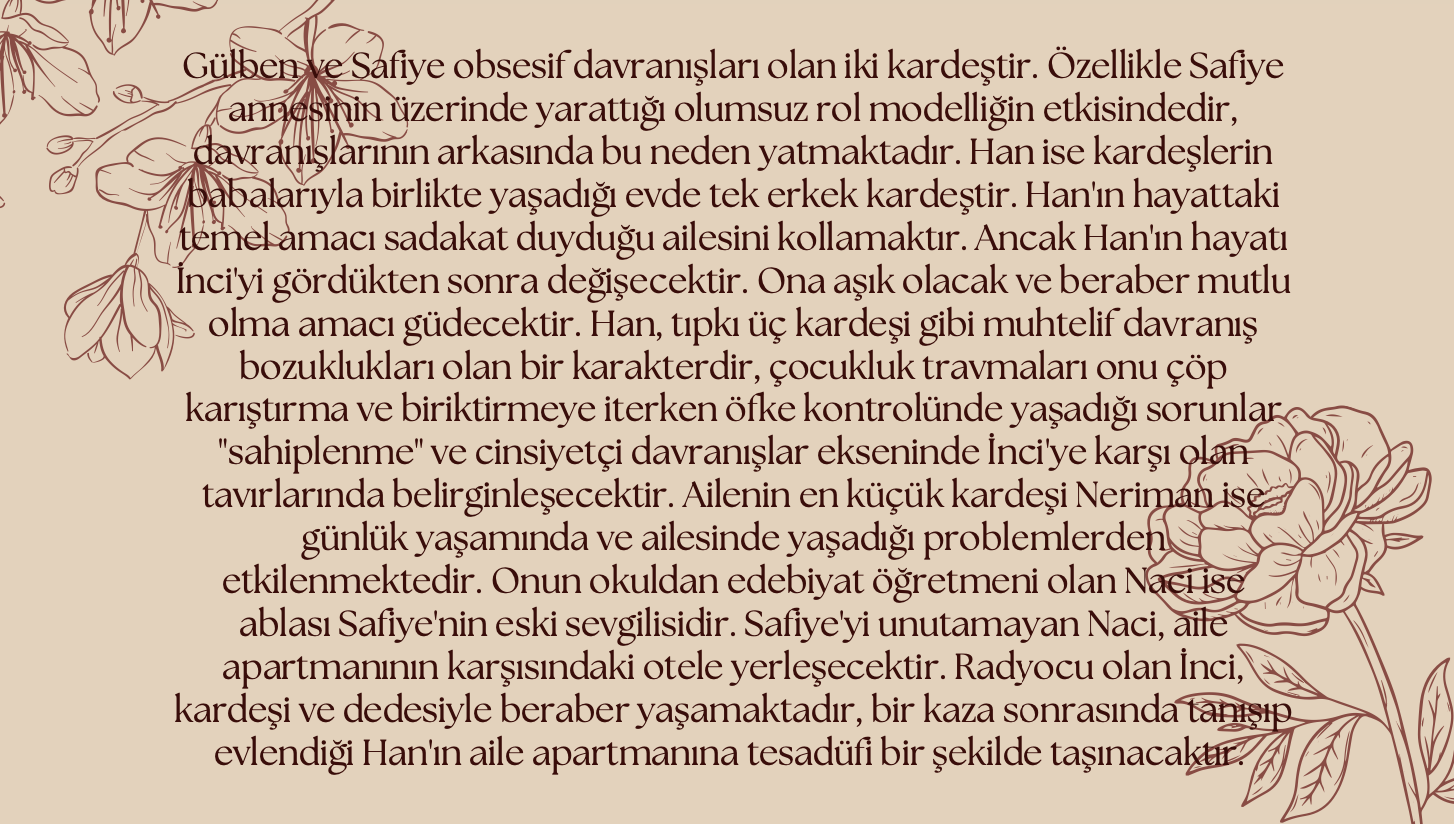 Gülben ve Safiye obsesif davranışları olan iki kardeştir. Özellikle Safiye
annesinin üzerinde yarattığı olumsuz rol modelliğin etkisindedir,
davranışlarının arkasında bu neden yatmaktadır. Han ise kardeşlerin
babalarıyla birlikte yaşadığı evde tek erkek kardeştir. Han'ın hayattaki
temel amacı sadakat duyduğu ailesini kollamaktır. Ancak Han'ın hayatı
İnci'yi gördükten sonra değişecektir. Ona aşık olacak ve beraber mutlu
olma amacı güdecektir. Han, tıpkı üç kardeşi gibi muhtelif davranış
bozuklukları olan bir karakterdir, çocukluk travmaları onu çöp
karıştırma ve biriktirmeye iterken öfke kontrolünde yaşadığı sorunlar
"sahiplenme" ve cinsiyetçi davranışlar ekseninde İnci'ye karşı olan
tavırlarında belirginleşecektir. Ailenin en küçük kardeşi Neriman ise
günlük yaşamında ve ailesinde yaşadığı problemlerden
etkilenmektedir. Onun okuldan edebiyat öğretmeni olan Naci ise
ablası Safiye'nin eski sevgilisidir. Safiye'yi unutamayan Naci, aile
apartmanının karşısındaki otele yerleşecektir. Radyocu olan İnci,
kardeşi ve dedesiyle beraber yaşamaktadır, bir kaza sonrasında tanışıp
evlendiği Han'ın aile apartmanına tesadüfi bir şekilde taşınacaktır.